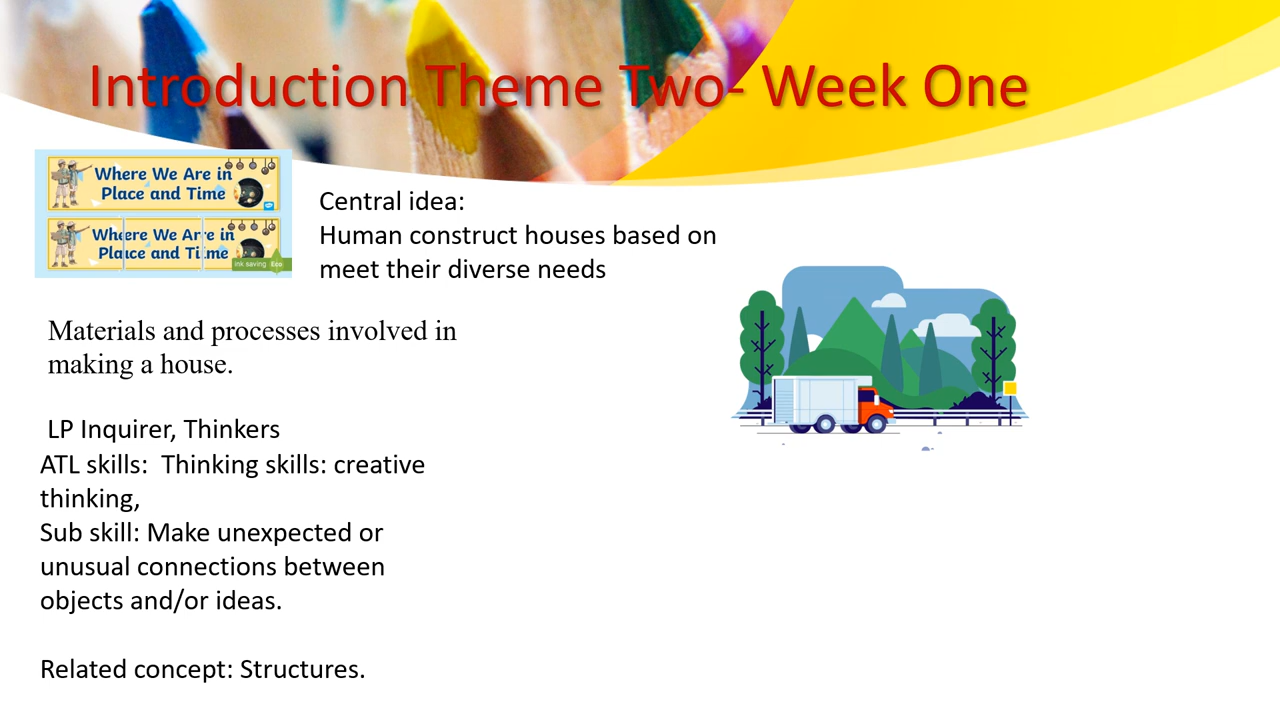 Introduction Theme Two- Week One
Where We Are in
Place and Time
Where We Are in
Place and Time
ink saving Eco
Central idea:
Human construct houses based on
meet their diverse needs
Materials and processes involved in
making a house.
LP Inquirer, Thinkers
ATL skills:  Thinking skills: creative
thinking,
Sub skill: Make unexpected or
unusual connections between
objects and/or ideas.
Related concept: Structures.